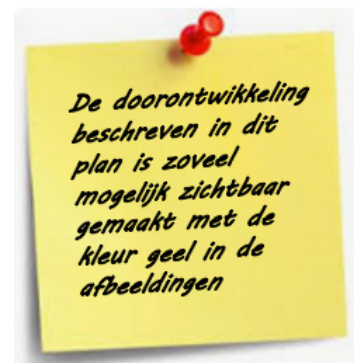 De doorontwikkeling
beschreven in dit
plan is zoveel
mogelijk zichtbaar
gemaakt met de
kleur geel in de
afbeeldingen